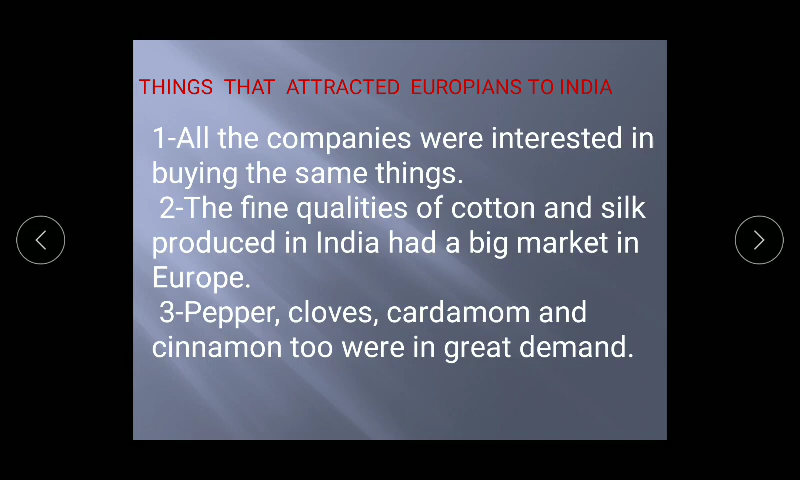 THINGS THAT ATTRACTED EUROPIANS TO INDIA
1-All the companies were interested in
buying the same things.
2-The fine qualities of cotton and silk
produced in India had a big market in
Europe.
3-Pepper, cloves, cardamom and
cinnamon too were in great demand.